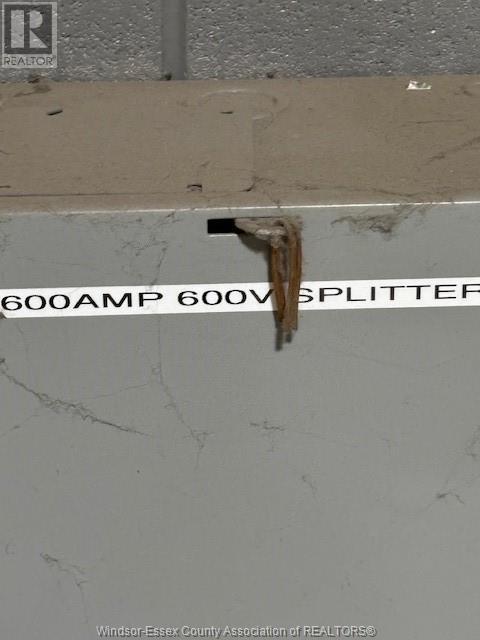 REALTOR
600AMP 600V SPLITTER
Windsor-Essex County Association of REALTORS®